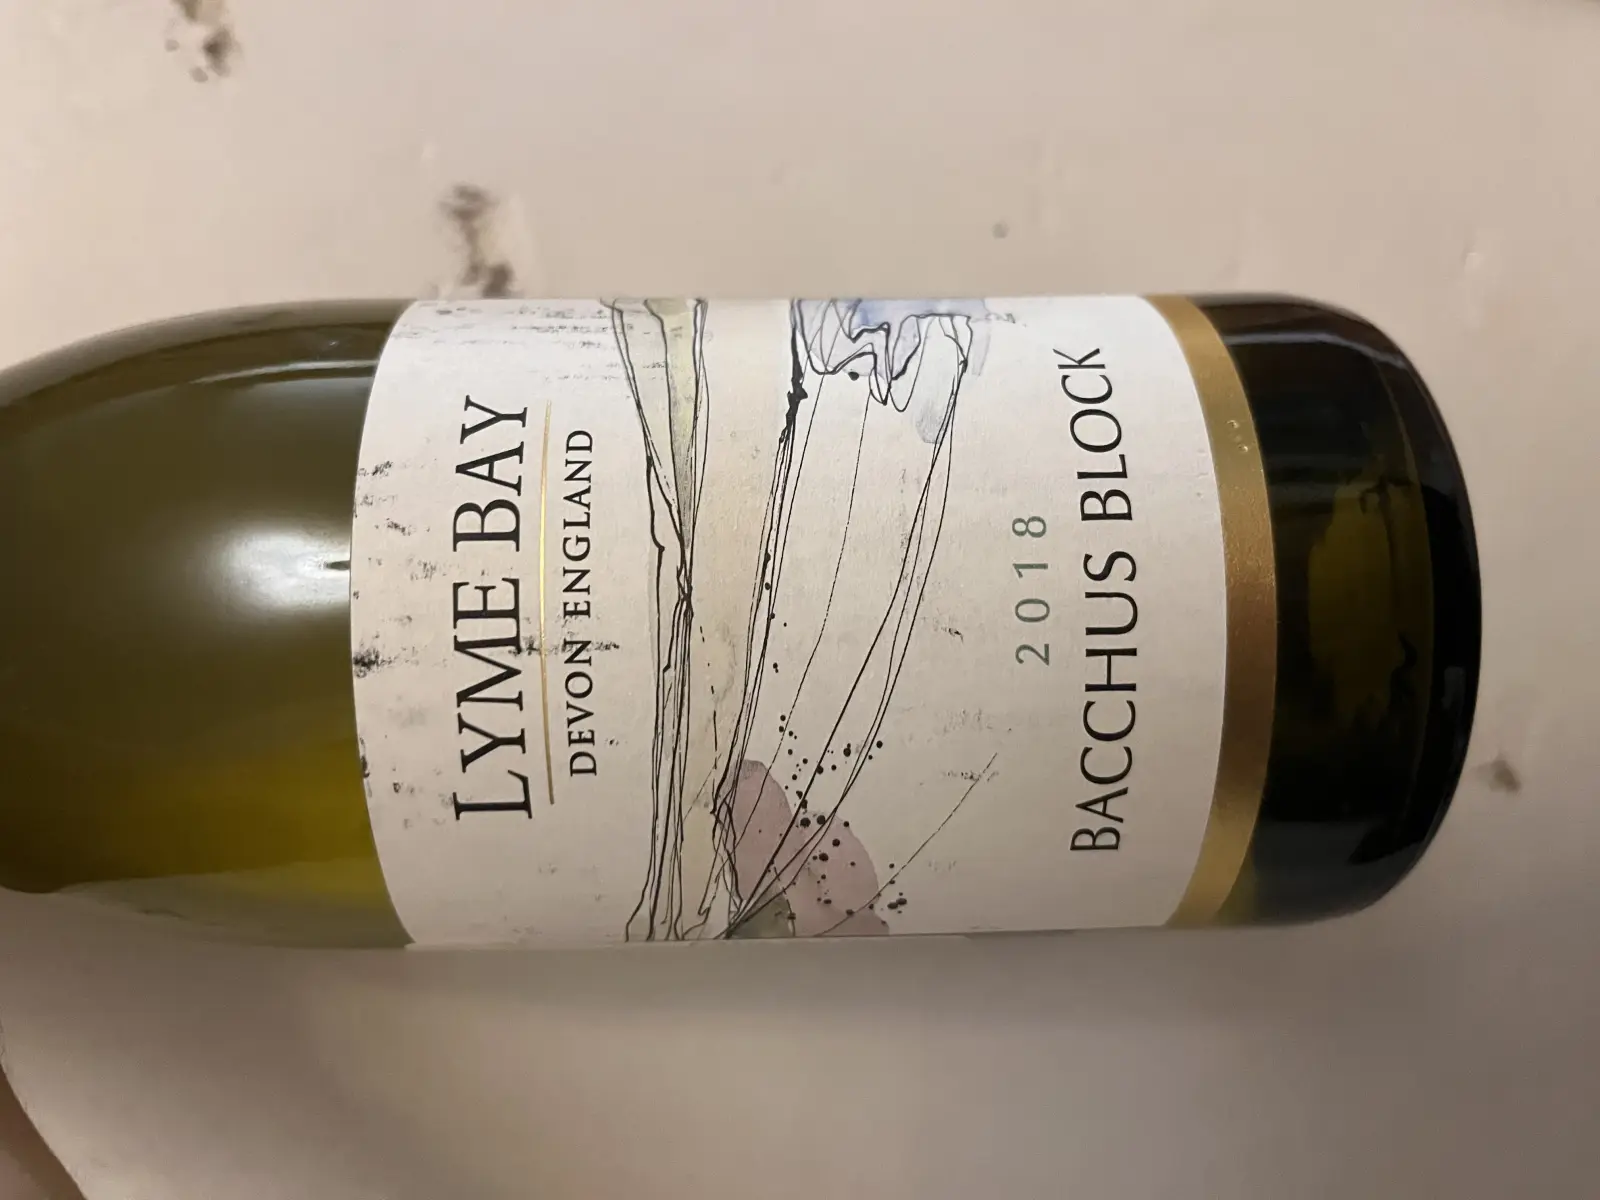 LYME BAY
DEVON ENGLAND
2018
BACCHUS BLOCK